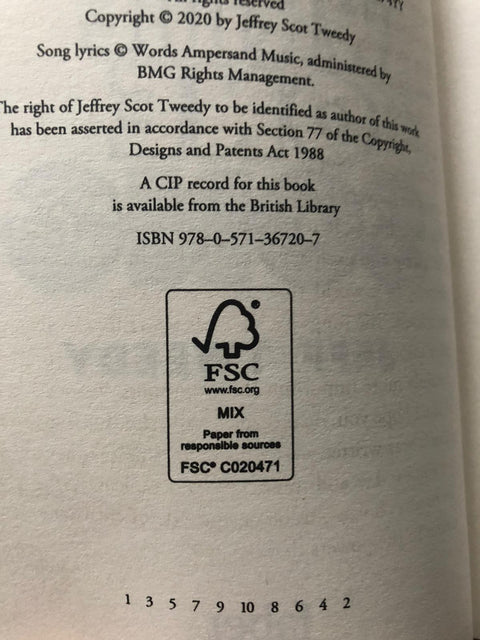 rights reserved
Copyright © 2020 by Jeffrey Scot Tweedy
Song lyrics © Words Ampersand Music, administered by
BMG Rights Management.
The right of Jeffrey Scot Tweedy to be identified as author of this work
has been asserted in accordance with Section 77 of the Copyright,
Designs and Patents Act 1988
A CIP record for this book
is available from the British Library
ISBN 978–0–571–36720–7
FSC
www.fsc.org
MIX
Paper from
responsible sources
FSC® C020471
1 3 5 7 9 10 8 6 4 2